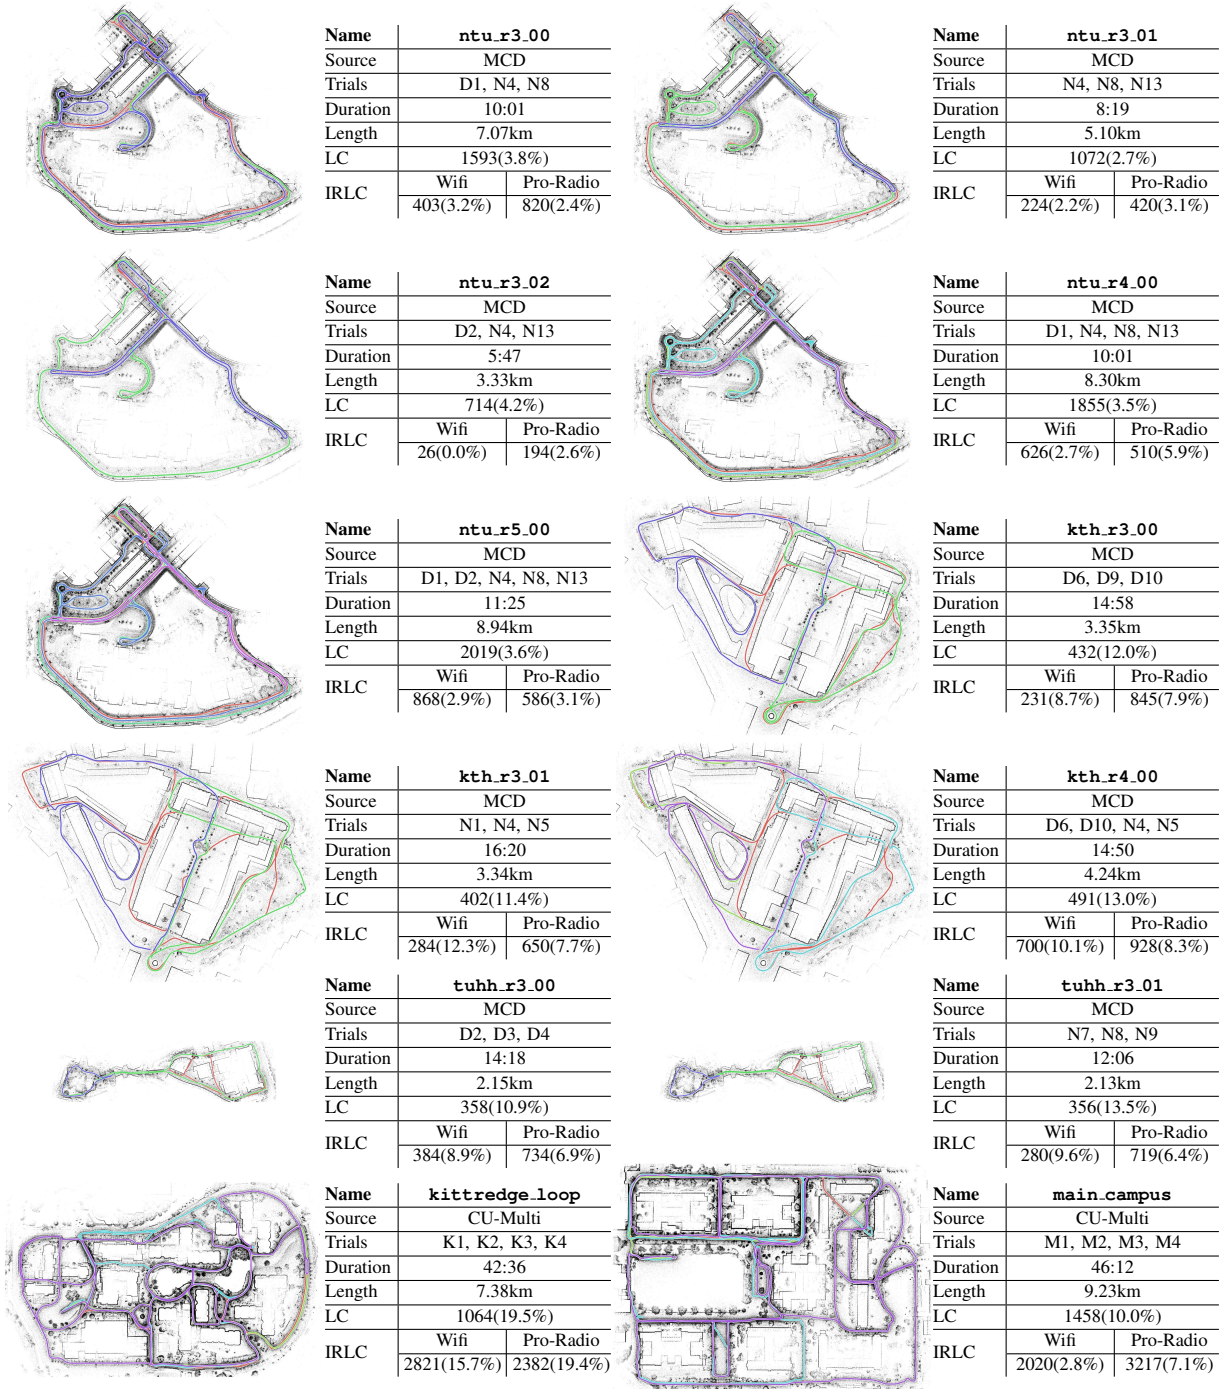 Name ntu_r3_00
Source MCD
Trials D1, N4, N8
Duration 10:01
Length 7.07km
LC 1593(3.8%)
IRLC Wifi Pro-Radio
403(3.2%) 820(2.4%)
Name ntu_r3_01
Source MCD
Trials N4, N8, N13
Duration 8:19
Length 5.10km
LC 1072(2.7%)
IRLC Wifi Pro-Radio
224(2.2%) 420(3.1%)
Name ntu_r3_02
Source MCD
Trials D2, N4, N13
Duration 5:47
Length 3.33km
LC 714(4.2%)
IRLC Wifi Pro-Radio
26(0.0%) 194(2.6%)
Name ntu_r4_00
Source MCD
Trials D1, N4, N8, N13
Duration 10:01
Length 8.30km
LC 1855(3.5%)
IRLC Wifi Pro-Radio
626(2.7%) 510(5.9%)
Name ntu_r5_00
Source MCD
Trials D1, D2, N4, N8, N13
Duration 11:25
Length 8.94km
LC 2019(3.6%)
IRLC Wifi Pro-Radio
868(2.9%) 586(3.1%)
Name kth_r3_00
Source MCD
Trials D6, D9, D10
Duration 14:58
Length 3.35km
LC 432(12.0%)
IRLC Wifi Pro-Radio
231(8.7%) 845(7.9%)
Name kth_r3_01
Source MCD
Trials N1, N4, N5
Duration 16:20
Length 3.34km
LC 402(11.4%)
IRLC Wifi Pro-Radio
284(12.3%) 650(7.7%)
Name kth_r4_00
Source MCD
Trials D6, D10, N4, N5
Duration 14:50
Length 4.24km
LC 491(13.0%)
IRLC Wifi Pro-Radio
700(10.1%) 928(8.3%)
Name tuhh_r3_00
Source MCD
Trials D2, D3, D4
Duration 14:18
Length 2.15km
LC 358(10.9%)
IRLC Wifi Pro-Radio
384(8.9%) 734(6.9%)
Name tuhh_r3_01
Source MCD
Trials N7, N8, N9
Duration 12:06
Length 2.13km
LC 356(13.5%)
IRLC Wifi Pro-Radio
280(9.6%) 719(6.4%)
Name kittredge_loop
Source CU-Multi
Trials K1, K2, K3, K4
Duration 42:36
Length 7.38km
LC 1064(19.5%)
IRLC Wifi Pro-Radio
2821(15.7%) 2382(19.4%)
Name main_campus
Source CU-Multi
Trials M1, M2, M3, M4
Duration 46:12
Length 9.23km
LC 1458(10.0%)
IRLC Wifi Pro-Radio
2020(2.8%) 3217(7.1%)